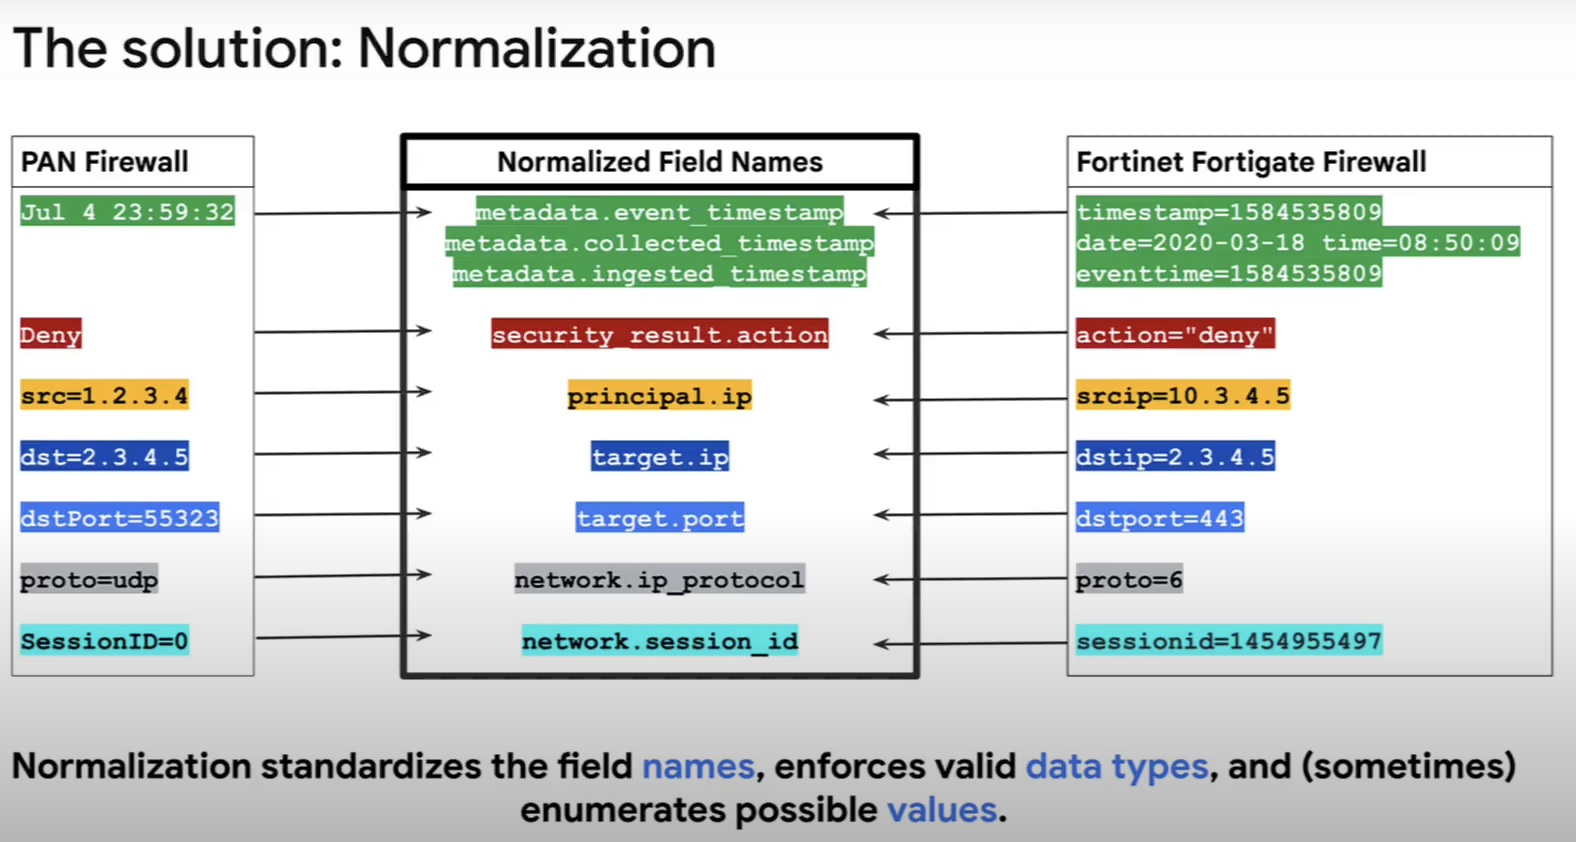 The solution: Normalization
PAN Firewall
Jul 4 23:59:32
Deny
src=1.2.3.4
dst=2.3.4.5
dstPort=55323
proto=udp
SessionID=0
Normalized Field Names
metadata.event_timestamp
metadata.collected_timestamp
metadata.ingested_timestamp
security_result.action
principal.ip
target.ip
target.port
network.ip_protocol
network.session_id
Fortinet Fortigate Firewall
timestamp=1584535809
date=2020-03-18 time=08:50:09
eventtime=1584535809
action="deny"
srcip=10.3.4.5
dstip=2.3.4.5
dstport=443
proto=6
sessionid=1454955497
Normalization standardizes the field names, enforces valid data types, and (sometimes)
enumerates possible values.